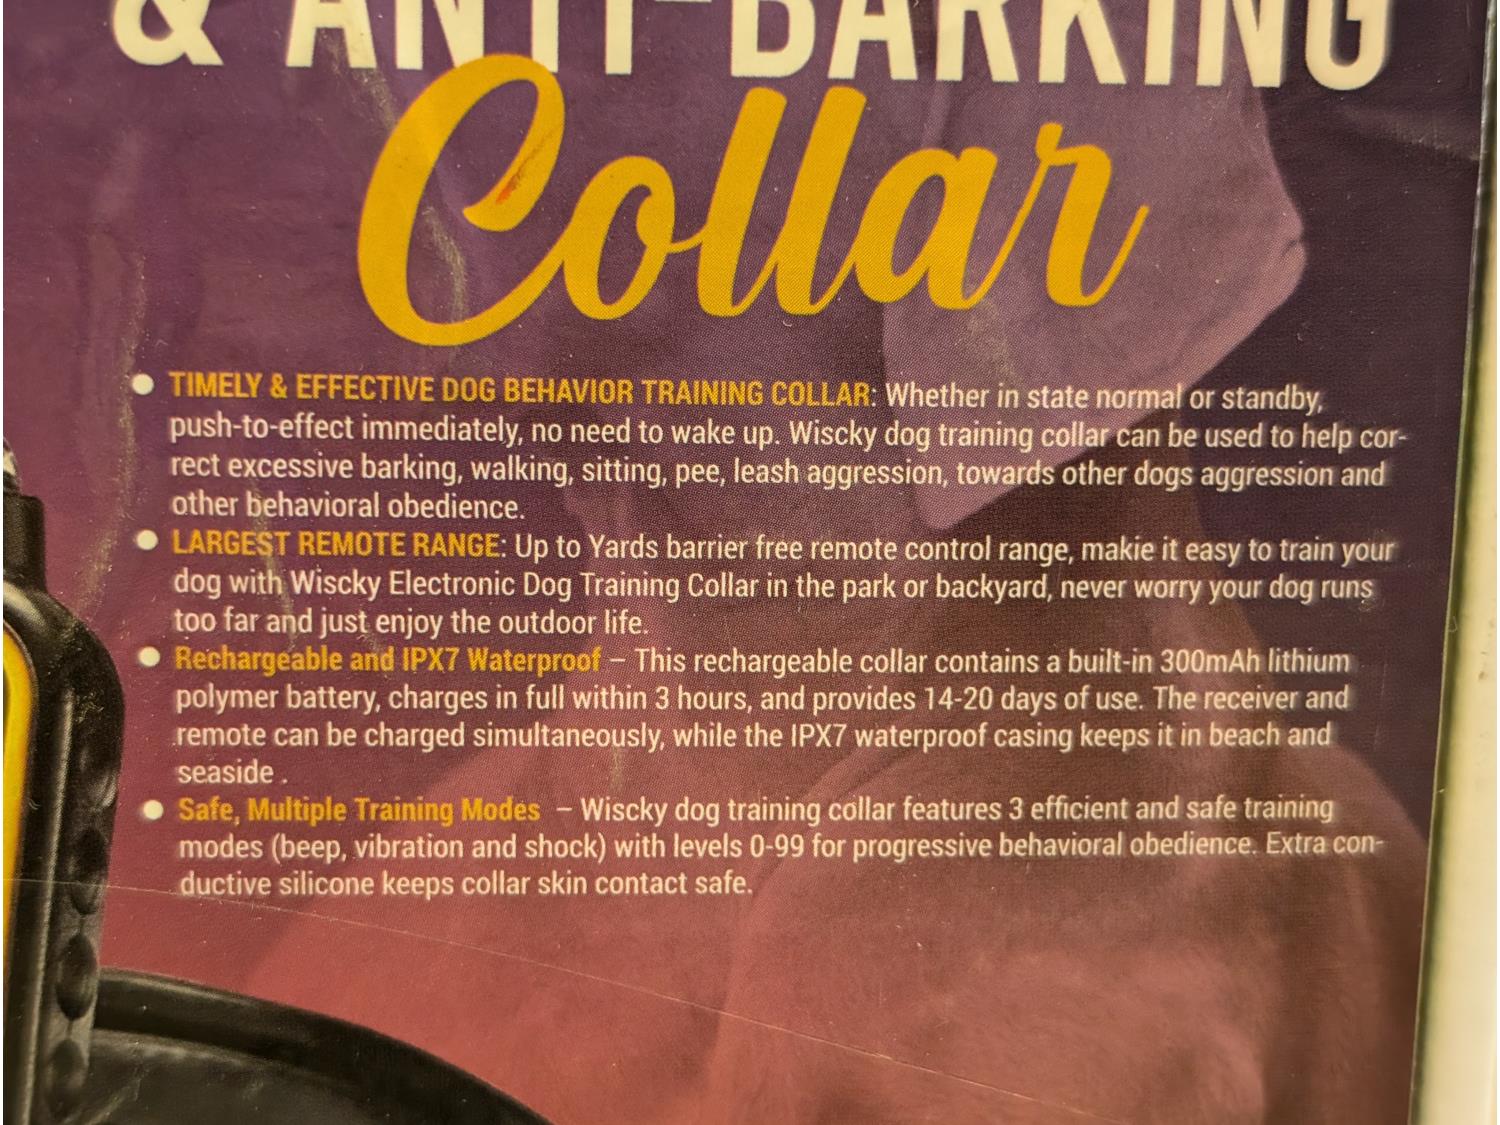 & ANTI-BARKING
Collar
TIMELY & EFFECTIVE DOG BEHAVIOR TRAINING COLLAR: Whether in state normal or standby,
push-to-effect immediately, no need to wake up. Wiscky dog training collar can be used to help cor-
rect excessive barking, walking, sitting, pee, leash aggression, towards other dogs aggression and
other behavioral obedience.
LARGEST REMOTE RANGE: Up to Yards barrier free remote control range, makie it easy to train your
dog with Wiscky Electronic Dog Training Collar in the park or backyard, never worry your dog runs
too far and just enjoy the outdoor life.
Rechargeable and IPX7 Waterproof – This rechargeable collar contains a built-in 300mAh lithium
polymer battery, charges in full within 3 hours, and provides 14-20 days of use. The receiver and
remote can be charged simultaneously, while the IPX7 waterproof casing keeps it in beach and
seaside .
Safe, Multiple Training Modes – Wiscky dog training collar features 3 efficient and safe training
modes (beep, vibration and shock) with levels 0-99 for progressive behavioral obedience. Extra con-
ductive silicone keeps collar skin contact safe.